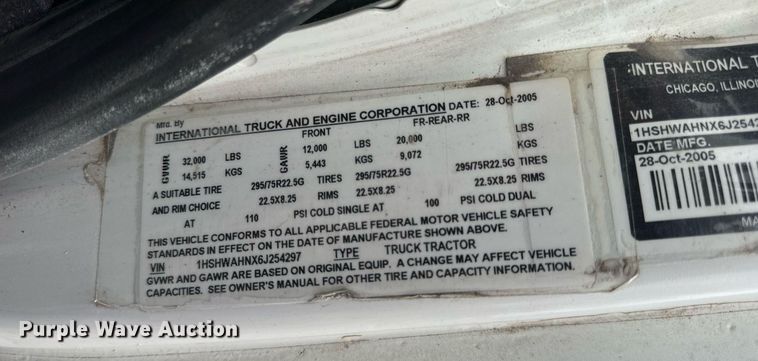 Mfd. By
INTERNATIONAL TRUCK AND ENGINE CORPORATION DATE: 28-Oct-2005
FRONT FR-REAR-RR
GVWR 32,000 LBS GAWR 12,000 LBS 20,000 LBS
14,515 KGS 5,443 KGS 9,072 KGS
A SUITABLE TIRE 295/75R22.5G TIRES 295/75R22.5G 295/75R22.5G TIRES
AND RIM CHOICE 22.5X8.25 RIMS 22.5X8.25 22.5X8.25 RIMS
AT 110 PSI COLD SINGLE AT 100 PSI COLD DUAL
THIS VEHICLE CONFORMS TO ALL APPLICABLE FEDERAL MOTOR VEHICLE SAFETY
STANDARDS IN EFFECT ON THE DATE OF MANUFACTURE SHOWN ABOVE.
VIN 1HSHWAHNX6J254297 TYPE TRUCK TRACTOR
GVWR AND GAWR ARE BASED ON ORIGINAL EQUIP. A CHANGE MAY AFFECT VEHICLE
CAPACITIES. SEE OWNER'S MANUAL FOR OTHER TIRE AND CAPACITY INFORMATION.
INTERNATIONAL T
CHICAGO, ILLINOI
VIN
1HSHWAHNX6J254
DATE MFG.
28-Oct-2005
MA
Purple Wave Auction